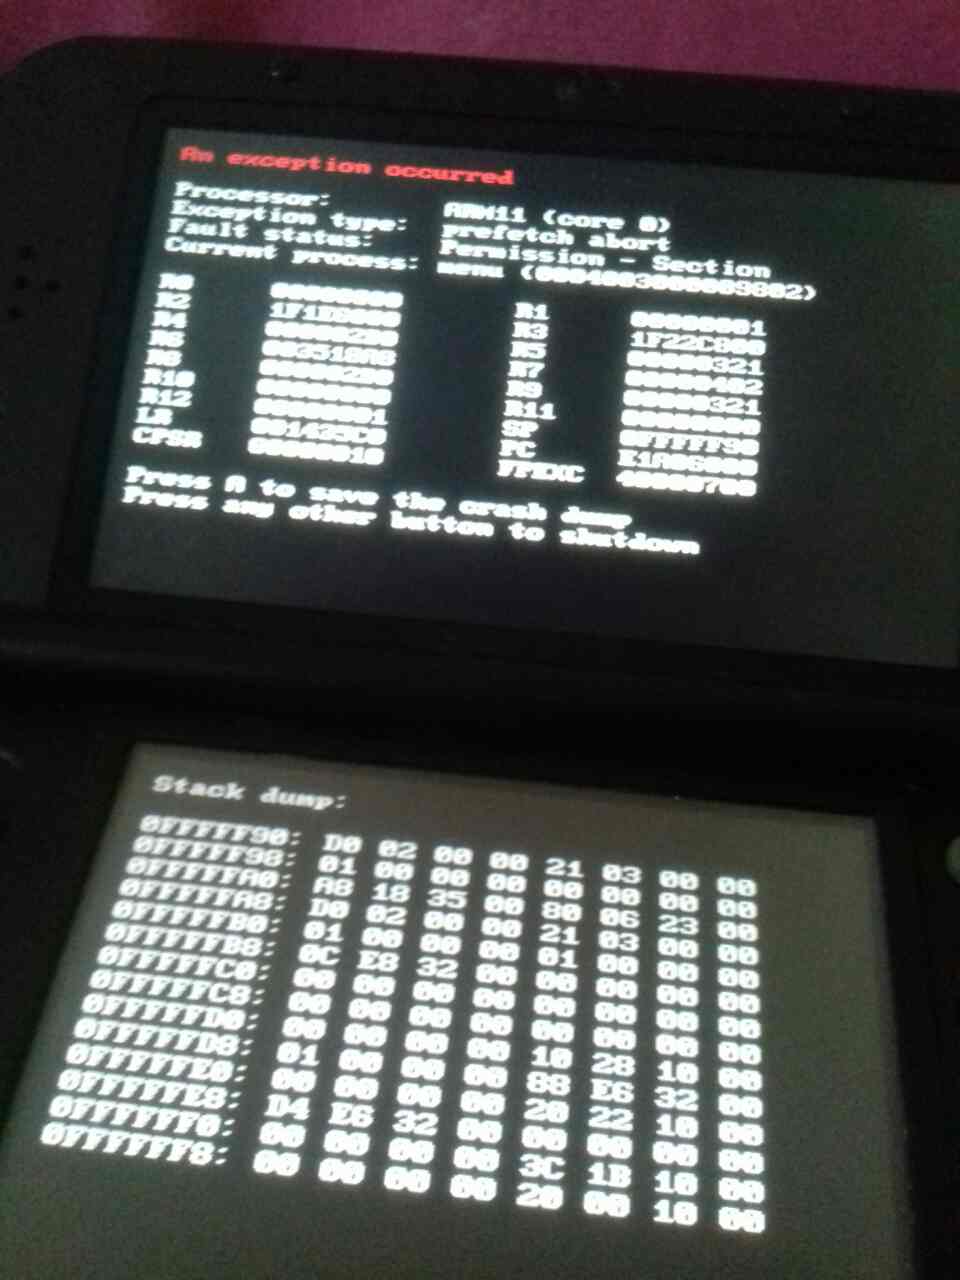 An exception occurred
Processor: ARM11 (core 0)
Exception type: prefetch abort
Fault status: Permission - Section
Current process: menu (0004003000009802)
R0 00000000 R1 00000001
R2 R3 1F22C800
R4 000002D0 R5 00000321
R6 003518A8 R7
R8 000002D0 R9 00000321
R10 00000000 R11 00000000
R12 00000001 SP 0FFFFF90
LR 001435C0 PC E1A06000
CPSR 00000010 FPEXC 40000700
Press A to save the crash dump
Press any other button to shutdown
Stack dump:
0FFFFF90: D0 02 00 00 21 03 00 00
0FFFFF98: 01 00 00 00 00 00 00 00
0FFFFFA0: A8 18 35 00 80 06 23 00
0FFFFFA8: D0 02 00 00 21 03 00 00
0FFFFFB0: 01 00 00 00 01 00 00 00
0FFFFFB8: 0C E8 32 00 00 00 00 00
0FFFFFC0: 00 00 00 00 00 00 00 00
0FFFFFC8: 00 00 00 00 00 00 00 00
0FFFFFD0: 00 00 00 00 10 28 10 00
0FFFFFD8: 01 00 00 00 88 E6 32 00
0FFFFFE0: 00 00 00 00 20 22 10 00
0FFFFFE8: D4 E6 32 00 00 00 00 00
0FFFFFF0: 00 00 00 00 3C 1B 10 00
0FFFFFF8: 00 00 00 00 20 00 10 00